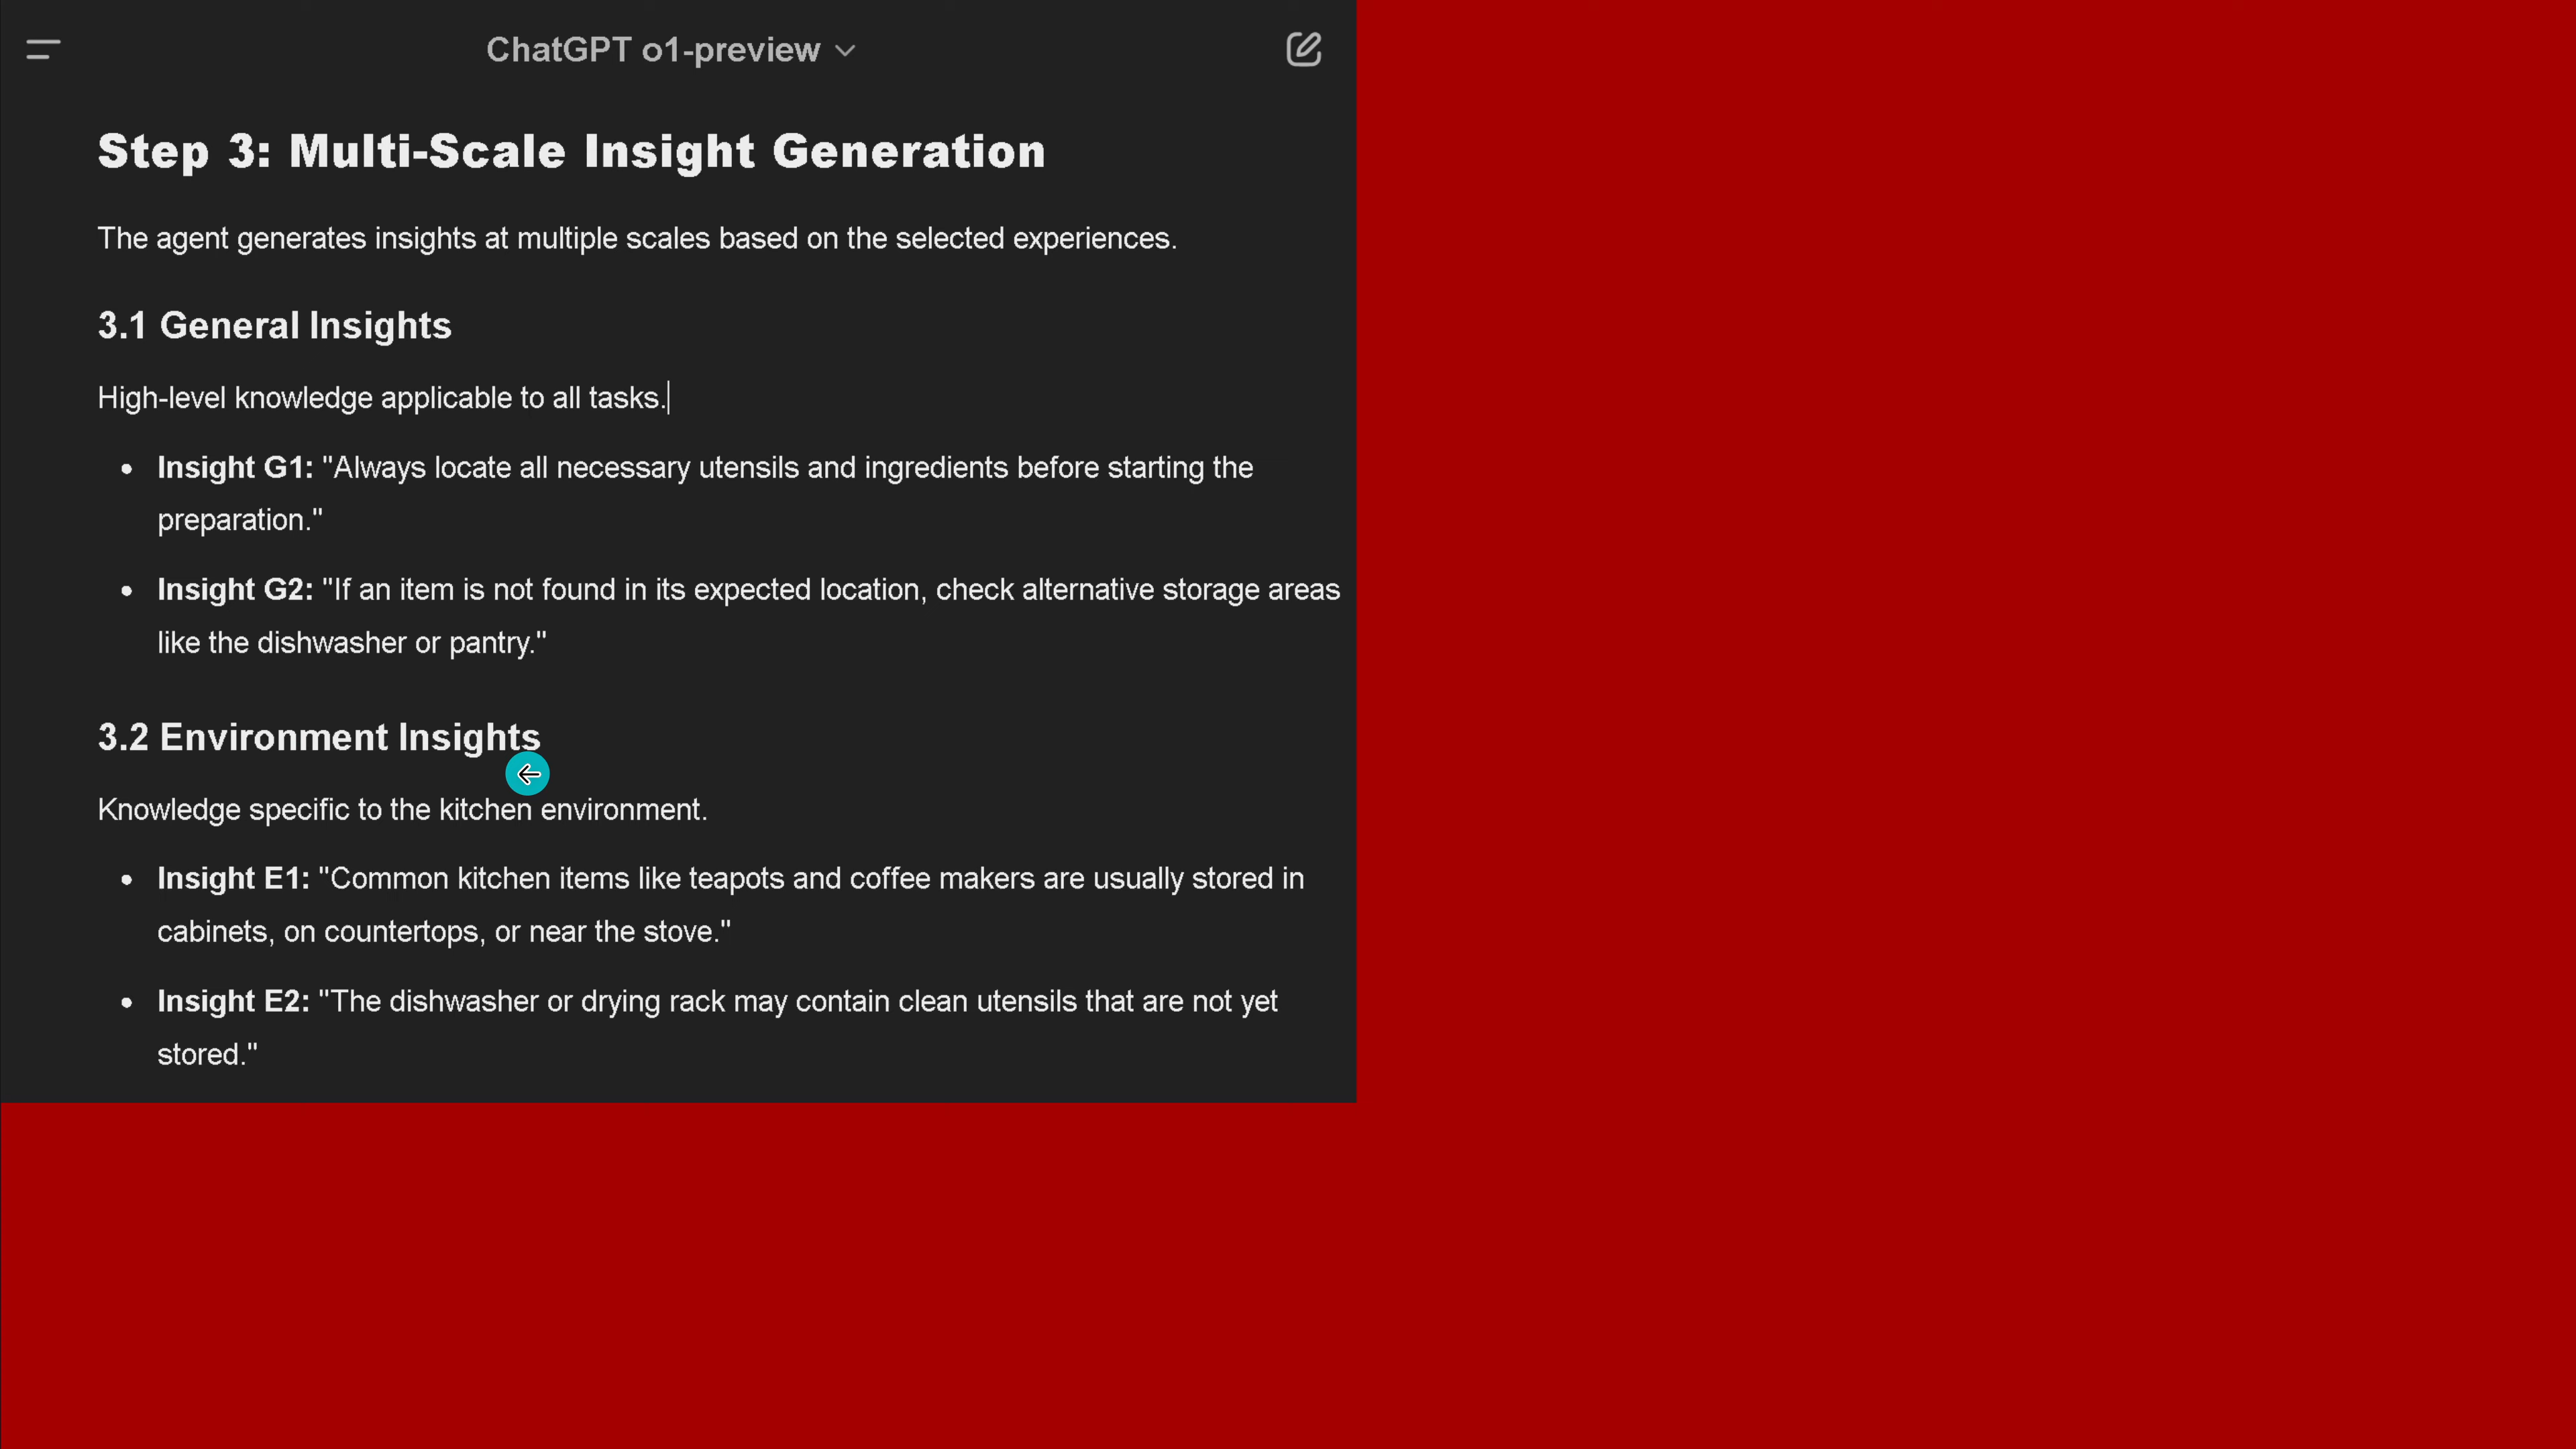 ChatGPT o1-preview
Step 3: Multi-Scale Insight Generation
The agent generates insights at multiple scales based on the selected experiences.
3.1 General Insights
High-level knowledge applicable to all tasks.
• Insight G1: "Always locate all necessary utensils and ingredients before starting the
preparation."
• Insight G2: "If an item is not found in its expected location, check alternative storage areas
like the dishwasher or pantry."
3.2 Environment Insights
Knowledge specific to the kitchen environment.
• Insight E1: "Common kitchen items like teapots and coffee makers are usually stored in
cabinets, on countertops, or near the stove."
• Insight E2: "The dishwasher or drying rack may contain clean utensils that are not yet
stored."